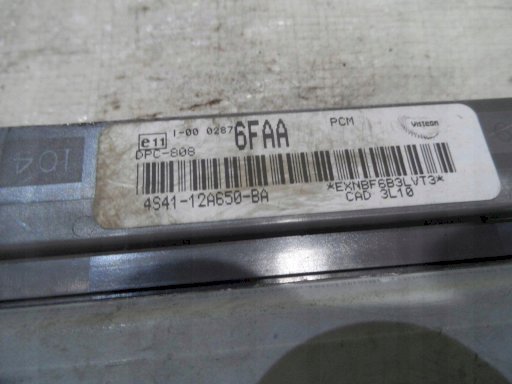 e11 1-00 0287 6FAA PCM Visteon
DPC-808
4S41-12A650-BA *EXNBF6B3LVT3*
CAD 3L10
104